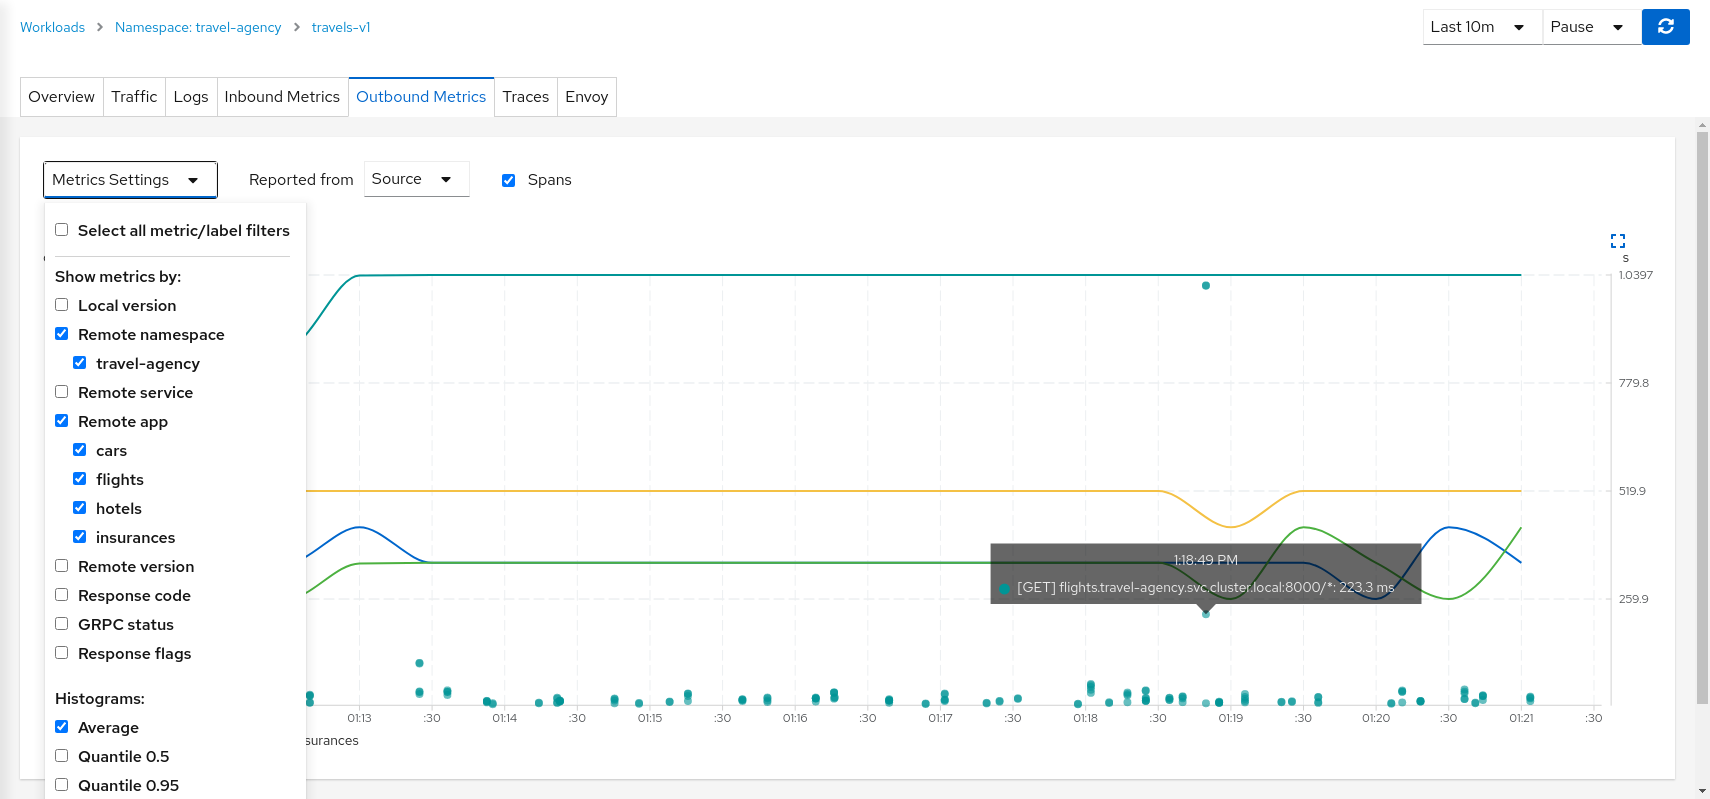 Workloads > Namespace: travel-agency > travels-v1
Last 10m Pause
Overview Traffic Logs Inbound Metrics Outbound Metrics Traces Envoy
Metrics Settings Reported from Source Spans
Select all metric/label filters
Show metrics by:
Local version
Remote namespace
travel-agency
Remote service
Remote app
cars
flights
hotels
insurances
Remote version
Response code
GRPC status
Response flags
Histograms:
Average
Quantile 0.5
Quantile 0.95
s
1.0397
779.8
519.9
259.9
1:18:49 PM
[GET] flights.travel-agency.svc.cluster.local:8000/*: 223.3 ms
01:13 :30 01:14 :30 01:15 :30 01:16 :30 01:17 :30 01:18 :30 01:19 :30 01:20 :30 01:21 :30
surances